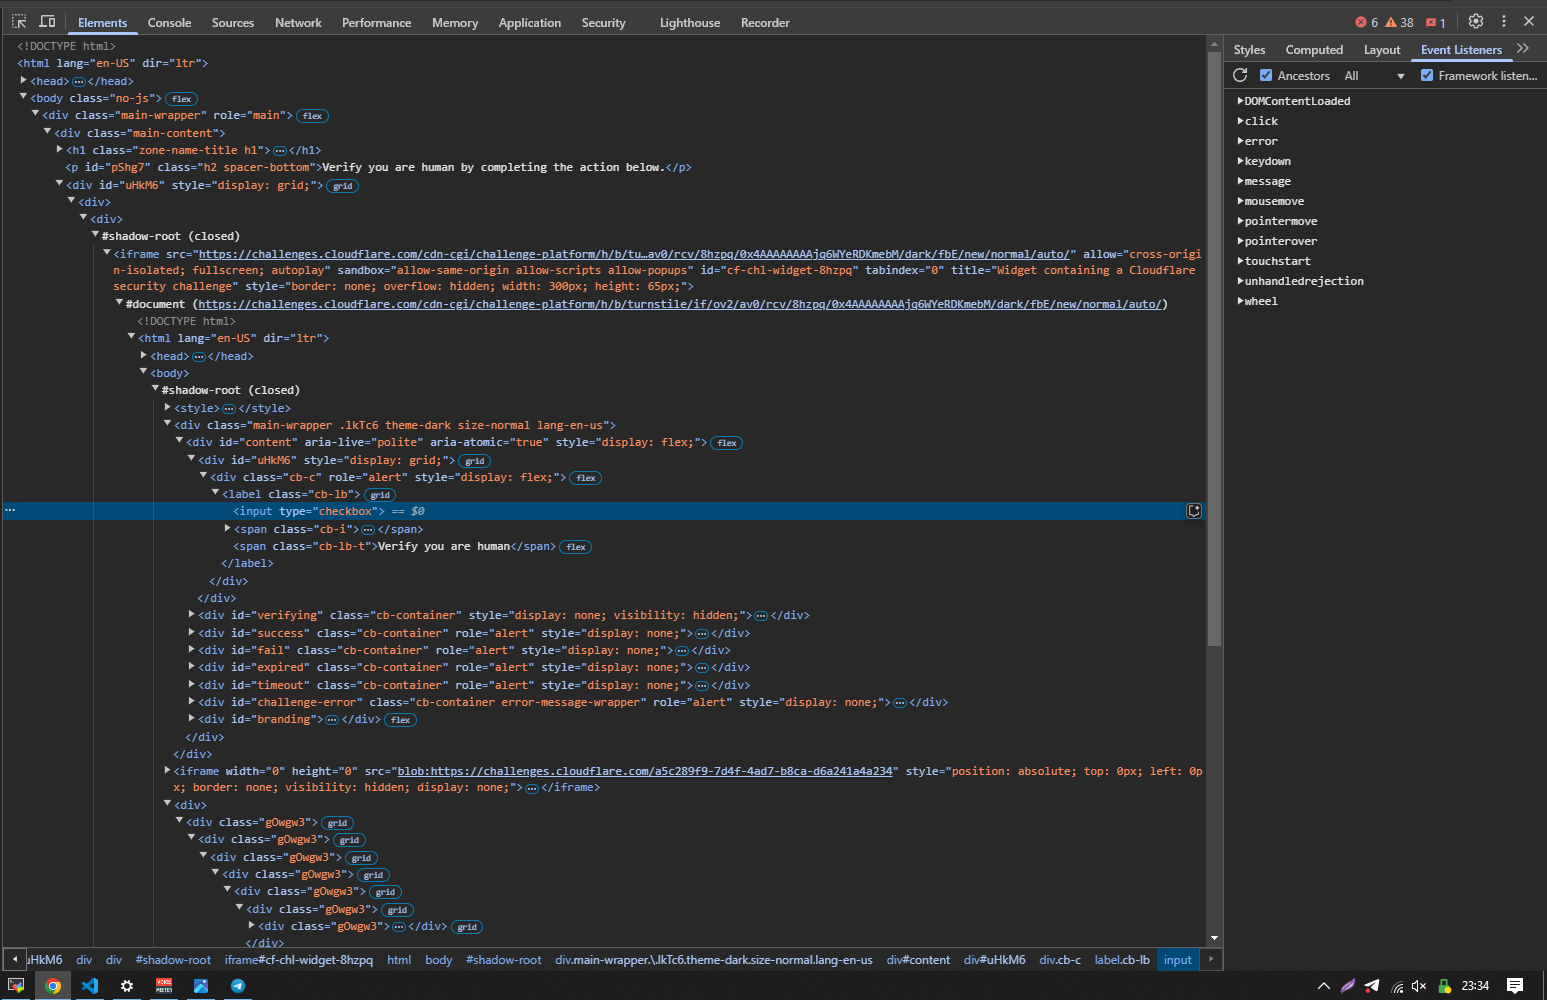 Elements Console Sources Network Performance Memory Application Security Lighthouse Recorder 6 38 1
<!DOCTYPE html>
<html lang="en-US" dir="ltr">
<head> ••• </head>
<body class="no-js"> flex
<div class="main-wrapper" role="main"> flex
<div class="main-content">
<h1 class="zone-name-title h1"> ••• </h1>
<p id="pShg7" class="h2 spacer-bottom">Verify you are human by completing the action below.</p>
<div id="uHkM6" style="display: grid;"> grid
<div>
<div>
#shadow-root (closed)
<iframe src="https://challenges.cloudflare.com/cdn-cgi/challenge-platform/h/b/tu…av0/rcv/8hzpq/0x4AAAAAAAAjq6WYeRDKmebM/dark/fbE/new/normal/auto/" allow="cross-origi
n-isolated; fullscreen; autoplay" sandbox="allow-same-origin allow-scripts allow-popups" id="cf-chl-widget-8hzpq" tabindex="0" title="Widget containing a Cloudflare
security challenge" style="border: none; overflow: hidden; width: 300px; height: 65px;">
#document (https://challenges.cloudflare.com/cdn-cgi/challenge-platform/h/b/turnstile/if/ov2/av0/rcv/8hzpq/0x4AAAAAAAAjq6WYeRDKmebM/dark/fbE/new/normal/auto/)
<!DOCTYPE html>
<html lang="en-US" dir="ltr">
<head> ••• </head>
<body>
#shadow-root (closed)
<style> ••• </style>
<div class="main-wrapper .lkTc6 theme-dark size-normal lang-en-us">
<div id="content" aria-live="polite" aria-atomic="true" style="display: flex;"> flex
<div id="uHkM6" style="display: grid;"> grid
<div class="cb-c" role="alert" style="display: flex;"> flex
<label class="cb-lb"> grid
••• <input type="checkbox"> == $0
<span class="cb-i"> ••• </span>
<span class="cb-lb-t">Verify you are human</span> flex
</label>
</div>
</div>
<div id="verifying" class="cb-container" style="display: none; visibility: hidden;"> ••• </div>
<div id="success" class="cb-container" role="alert" style="display: none;"> ••• </div>
<div id="fail" class="cb-container" role="alert" style="display: none;"> ••• </div>
<div id="expired" class="cb-container" role="alert" style="display: none;"> ••• </div>
<div id="timeout" class="cb-container" role="alert" style="display: none;"> ••• </div>
<div id="challenge-error" class="cb-container error-message-wrapper" role="alert" style="display: none;"> ••• </div>
<div id="branding"> ••• </div> flex
</div>
</div>
<iframe width="0" height="0" src="blob:https://challenges.cloudflare.com/a5c289f9-7d4f-4ad7-b8ca-d6a241a4a234" style="position: absolute; top: 0px; left: 0p
x; border: none; visibility: hidden; display: none;"> ••• </iframe>
<div>
<div class="gOwgw3"> grid
<div class="gOwgw3"> grid
<div class="gOwgw3"> grid
<div class="gOwgw3"> grid
<div class="gOwgw3"> grid
<div class="gOwgw3"> grid
<div class="gOwgw3"> ••• </div> grid
</div>
uHkM6 div div #shadow-root iframe#cf-chl-widget-8hzpq html body #shadow-root div.main-wrapper.\.lkTc6.theme-dark.size-normal.lang-en-us div#content div#uHkM6 div.cb-c label.cb-lb input
Styles Computed Layout Event Listeners
Ancestors All Framework listen...
DOMContentLoaded
click
error
keydown
message
mousemove
pointermove
pointerover
touchstart
unhandledrejection
wheel
23:34